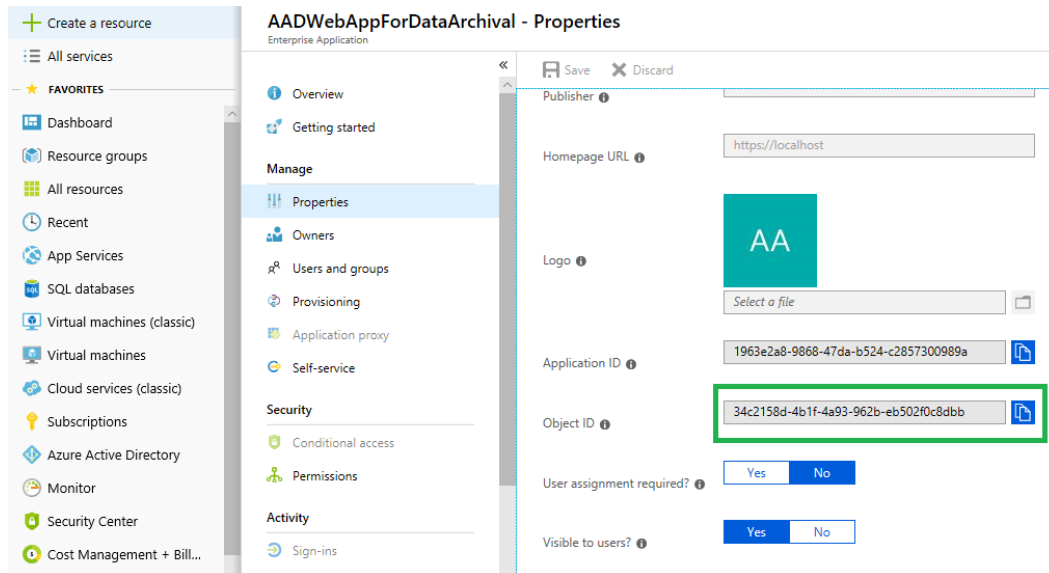 Create a resource
All services
FAVORITES
Dashboard
Resource groups
All resources
Recent
App Services
SQL databases
Virtual machines (classic)
Virtual machines
Cloud services (classic)
Subscriptions
Azure Active Directory
Monitor
Security Center
Cost Management + Bill...
AADWebAppForDataArchival - Properties
Enterprise Application
«
Overview
Getting started
Manage
Properties
Owners
Users and groups
Provisioning
Application proxy
Self-service
Security
Conditional access
Permissions
Activity
Sign-ins
Save Discard
Publisher
Homepage URL https://localhost
Logo AA
Select a file
Application ID 1963e2a8-9868-47da-b524-c2857300989a
Object ID 34c2158d-4b1f-4a93-962b-eb502f0c8dbb
User assignment required? Yes No
Visible to users? Yes No